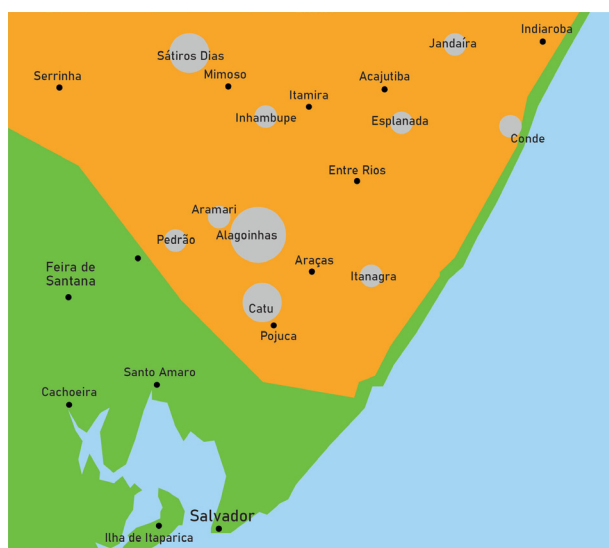 Indiaroba
Jandaíra
Sátiros Dias
Serrinha
Mimoso
Acajutiba
Itamira
Inhambupe
Esplanada
Conde
Entre Rios
Aramari
Pedrão
Alagoinhas
Araças
Feira de
Santana
Itanagra
Catu
Pojuca
Santo Amaro
Cachoeira
Salvador
Ilha de Itaparica